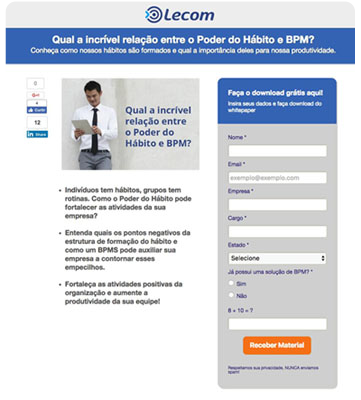 Lecom
Qual a incrível relação entre o Poder do Hábito e BPM?
Conheça como nossos hábitos são formados e qual a importância deles para nossa produtividade.
0
G+1
4
Curtir
12
Share
Qual a incrível
relação entre
o Poder do
Hábito e BPM?
Indivíduos tem hábitos, grupos tem
rotinas. Como o Poder do Hábito pode
fortalecer as atividades da sua
empresa?
Entenda quais os pontos negativos da
estrutura de formação do hábito e
como um BPMS pode auxiliar sua
empresa a contornar esses
empecilhos.
Fortaleça as atividades positivas da
organização e aumente a
produtividade da sua equipe!
Faça o download grátis aqui!
Insira seus dados e faça download do
whitepaper
Nome *
Email *
exemplo@exemplo.com
Empresa *
Cargo *
Estado *
Selecione
Já possui uma solução de BPM? *
Sim
Não
6 + 10 = ?
Receber Material
Respeitamos sua privacidade, NUNCA enviamos
spam!